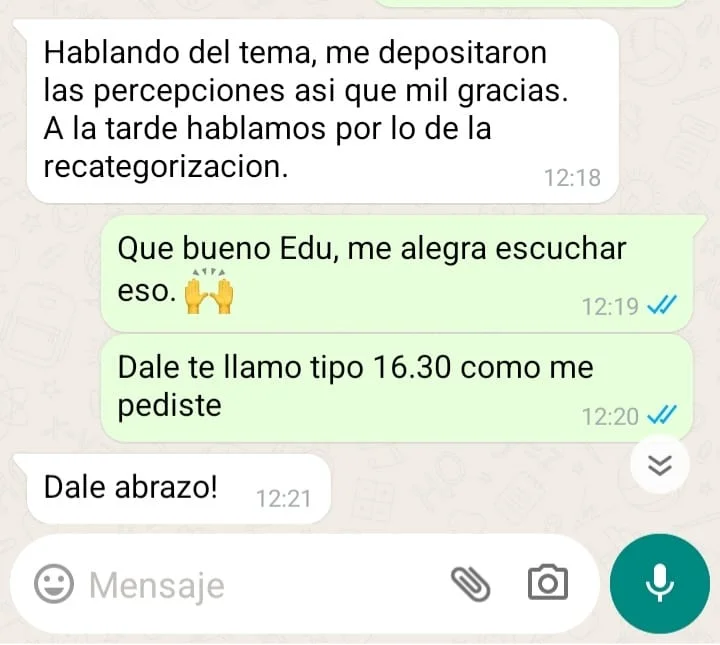 Hablando del tema, me depositaron
las percepciones asi que mil gracias.
A la tarde hablamos por lo de la
recategorizacion.
12:18
Que bueno Edu, me alegra escuchar
eso. 🙌
12:19
Dale te llamo tipo 16.30 como me
pediste
12:20
Dale abrazo!
12:21
Mensaje